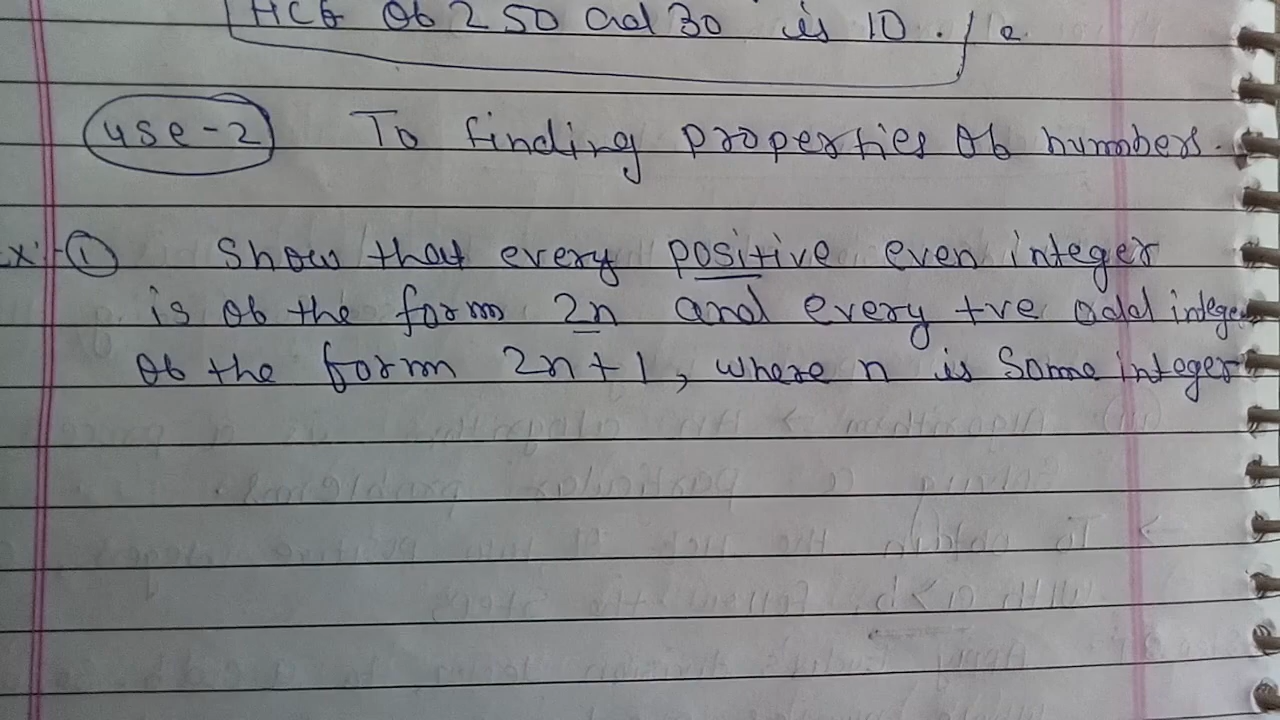 HCF Of 250 and 30 is 10.
use-2 To finding properties Of numbers.
Ex:-① Show that every positive even integer
is of the form 2n and every +ve odd integer
Of the form 2n+1, where n is Some integer